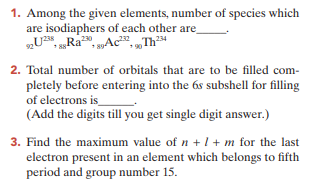 1. Among the given elements, number of species which
are isodiaphers of each other are_____.
₉₂U²³⁸, ₈₈Ra²³⁰, ₈₉Ac²³², ₉₀Th²³⁴
2. Total number of orbitals that are to be filled com-
pletely before entering into the 6s subshell for filling
of electrons is_____.
(Add the digits till you get single digit answer.)
3. Find the maximum value of n + l + m for the last
electron present in an element which belongs to fifth
period and group number 15.